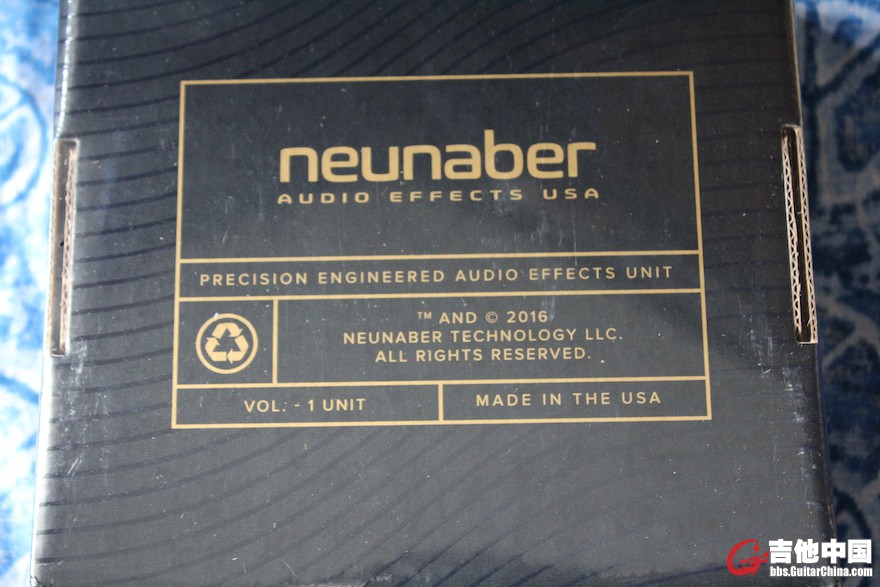 neunaber
AUDIO EFFECTS USA
PRECISION ENGINEERED AUDIO EFFECTS UNIT
™ AND © 2016
NEUNABER TECHNOLOGY LLC.
ALL RIGHTS RESERVED.
VOL. - 1 UNIT
MADE IN THE USA
吉他中国
bbs.GuitarChina.com